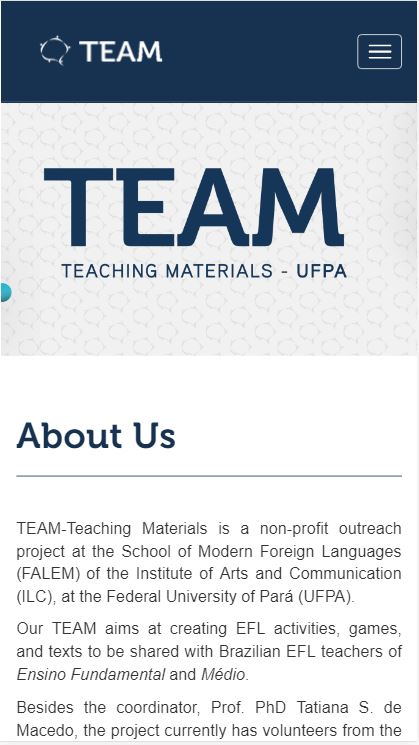 TEAM
TEAM
TEACHING MATERIALS - UFPA
About Us
TEAM-Teaching Materials is a non-profit outreach
project at the School of Modern Foreign Languages
(FALEM) of the Institute of Arts and Communication
(ILC), at the Federal University of Pará (UFPA).
Our TEAM aims at creating EFL activities, games,
and texts to be shared with Brazilian EFL teachers of
Ensino Fundamental and Médio.
Besides the coordinator, Prof. PhD Tatiana S. de
Macedo, the project currently has volunteers from the